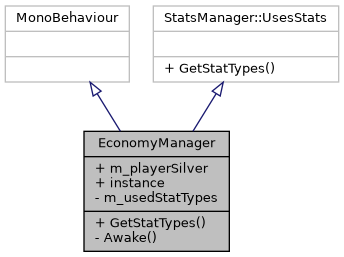 MonoBehaviour
StatsManager::UsesStats
+ GetStatTypes()
EconomyManager
+ m_playerSilver
+ instance
- m_usedStatTypes
+ GetStatTypes()
- Awake()